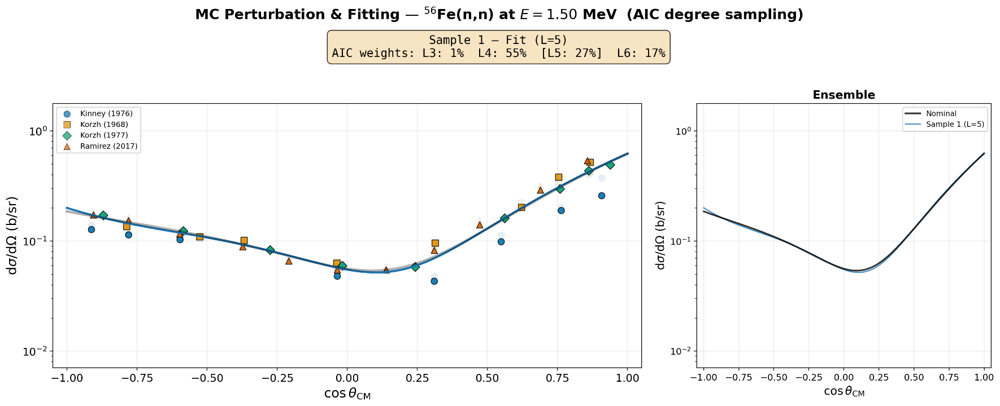 MC Perturbation & Fitting — ⁵⁶Fe(n,n) at E = 1.50 MeV (AIC degree sampling)
Sample 1 — Fit (L=5)
AIC weights: L3: 1% L4: 55% [L5: 27%] L6: 17%
Kinney (1976)
Korzh (1968)
Korzh (1977)
Ramirez (2017)
10⁰
10⁻¹
10⁻²
dσ/dΩ (b/sr)
−1.00 −0.75 −0.50 −0.25 0.00 0.25 0.50 0.75 1.00
cos θCM
Ensemble
Nominal
Sample 1 (L=5)
10⁰
10⁻¹
10⁻²
dσ/dΩ (b/sr)
−1.00 −0.75 −0.50 −0.25 0.00 0.25 0.50 0.75 1.00
cos θCM